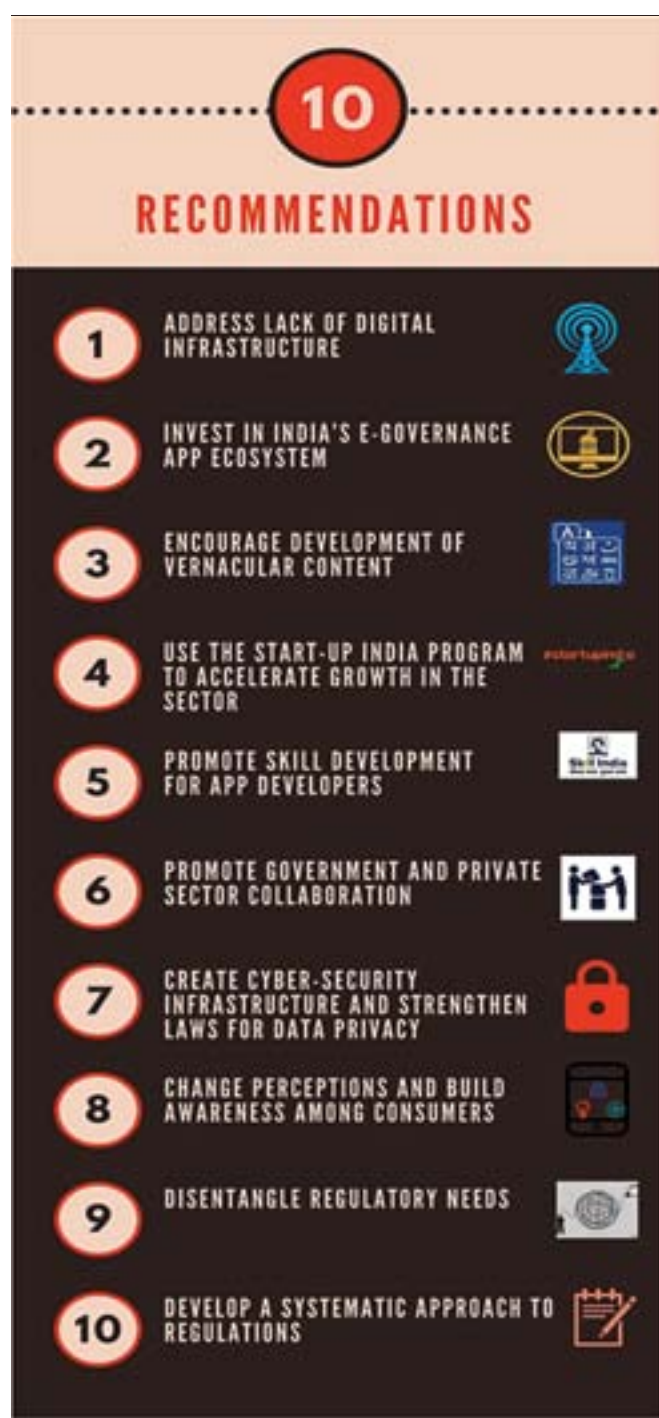 10
RECOMMENDATIONS
1
ADDRESS LACK OF DIGITAL
INFRASTRUCTURE
2
INVEST IN INDIA'S E-GOVERNANCE
APP ECOSYSTEM
3
ENCOURAGE DEVELOPMENT OF
VERNACULAR CONTENT
4
USE THE START-UP INDIA PROGRAM
TO ACCELERATE GROWTH IN THE
SECTOR
5
PROMOTE SKILL DEVELOPMENT
FOR APP DEVELOPERS
Skill India
6
PROMOTE GOVERNMENT AND PRIVATE
SECTOR COLLABORATION
7
CREATE CYBER-SECURITY
INFRASTRUCTURE AND STRENGTHEN
LAWS FOR DATA PRIVACY
8
CHANGE PERCEPTIONS AND BUILD
AWARENESS AMONG CONSUMERS
9
DISENTANGLE REGULATORY NEEDS
10
DEVELOP A SYSTEMATIC APPROACH TO
REGULATIONS